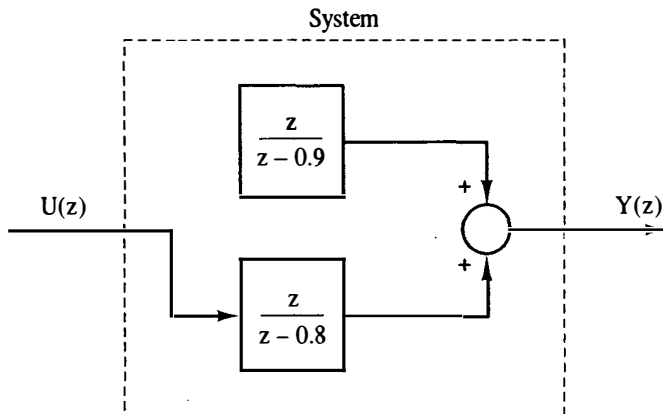 System
z
z – 0.9
+
U(z)
Y(z)
+
z
z – 0.8